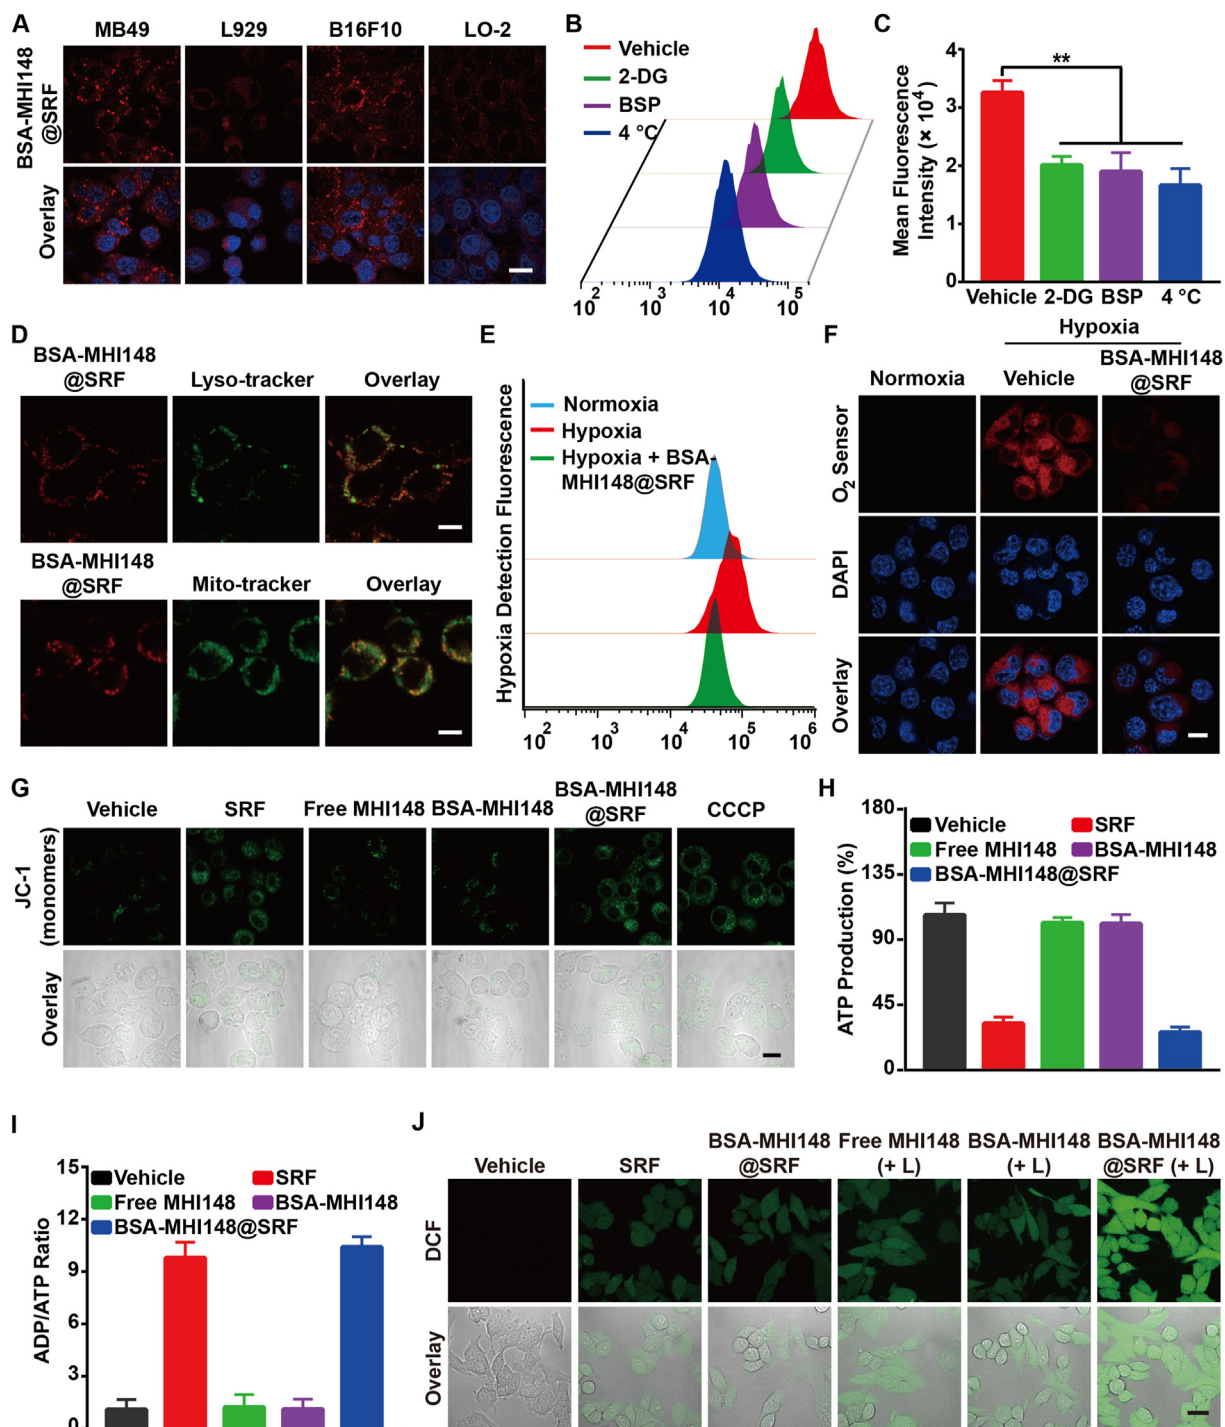 A
MB49
L929
B16F10
LO-2
BSA-MHI148
@SRF
Overlay
B
Vehicle
2-DG
BSP
4 °C
10^2
10^3
10^4
10^5
C
Mean Fluorescence
Intensity (× 10^4)
4
3
2
1
0
**
Vehicle
2-DG
BSP
4 °C
D
BSA-MHI148
@SRF
Lyso-tracker
Overlay
BSA-MHI148
@SRF
Mito-tracker
Overlay
E
Hypoxia Detection Fluorescence
Normoxia
Hypoxia
Hypoxia + BSA-
MHI148@SRF
10^2
10^3
10^4
10^5
10^6
F
Hypoxia
Normoxia
Vehicle
BSA-MHI148
@SRF
O2 Sensor
DAPI
Overlay
G
Vehicle
SRF
Free MHI148
BSA-MHI148
BSA-MHI148
@SRF
CCCP
JC-1
(monomers)
Overlay
H
ATP Production (%)
180
135
90
45
0
Vehicle
SRF
Free MHI148
BSA-MHI148
BSA-MHI148@SRF
I
ADP/ATP Ratio
15
12
9
6
3
0
Vehicle
SRF
Free MHI148
BSA-MHI148
BSA-MHI148@SRF
J
Vehicle
SRF
BSA-MHI148
@SRF
Free MHI148
(+ L)
BSA-MHI148
(+ L)
BSA-MHI148
@SRF (+ L)
DCF
Overlay